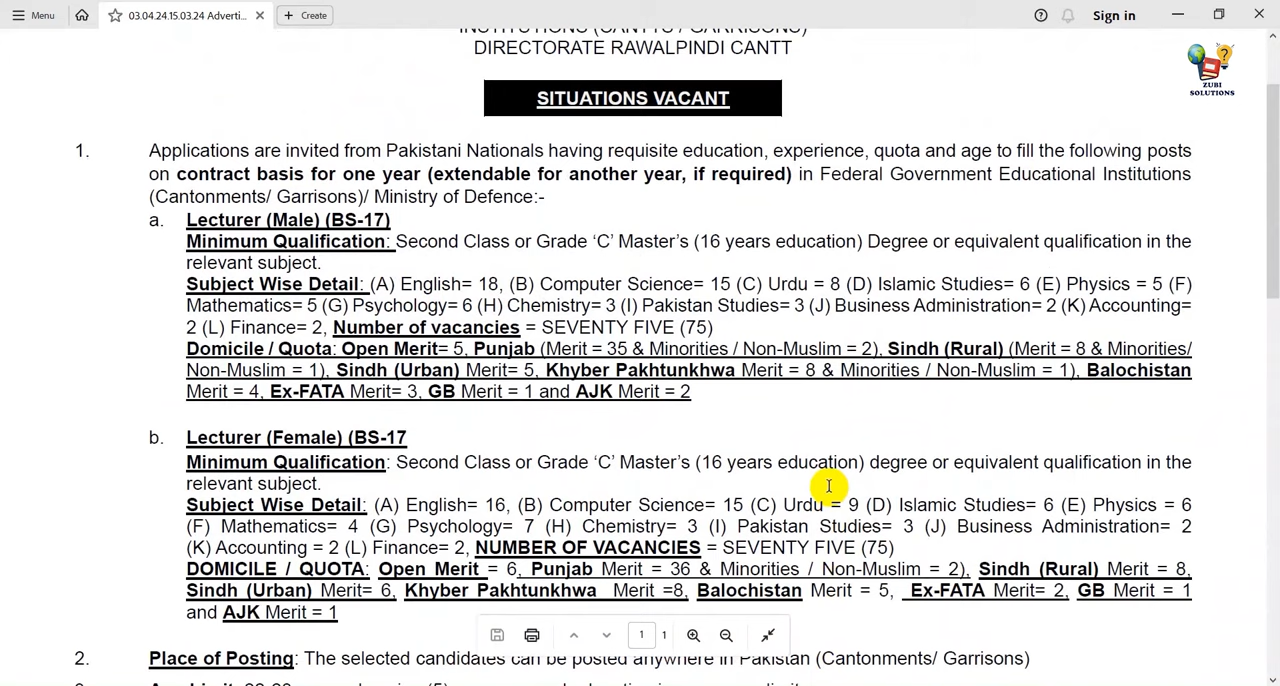 Menu
03.04.24.15.03.24 Adverti...
Create
Sign in
INSTITUTIONS (CANTTS / GARRISONS)
DIRECTORATE RAWALPINDI CANTT
ZUBI
SOLUTIONS
SITUATIONS VACANT
1. Applications are invited from Pakistani Nationals having requisite education, experience, quota and age to fill the following posts
on contract basis for one year (extendable for another year, if required) in Federal Government Educational Institutions
(Cantonments/ Garrisons)/ Ministry of Defence:-
a. Lecturer (Male) (BS-17)
Minimum Qualification: Second Class or Grade ‘C’ Master’s (16 years education) Degree or equivalent qualification in the
relevant subject.
Subject Wise Detail: (A) English= 18, (B) Computer Science= 15 (C) Urdu = 8 (D) Islamic Studies= 6 (E) Physics = 5 (F)
Mathematics= 5 (G) Psychology= 6 (H) Chemistry= 3 (I) Pakistan Studies= 3 (J) Business Administration= 2 (K) Accounting=
2 (L) Finance= 2, Number of vacancies = SEVENTY FIVE (75)
Domicile / Quota: Open Merit= 5, Punjab (Merit = 35 & Minorities / Non-Muslim = 2), Sindh (Rural) (Merit = 8 & Minorities/
Non-Muslim = 1), Sindh (Urban) Merit= 5, Khyber Pakhtunkhwa Merit = 8 & Minorities / Non-Muslim = 1), Balochistan
Merit = 4, Ex-FATA Merit= 3, GB Merit = 1 and AJK Merit = 2
b. Lecturer (Female) (BS-17
Minimum Qualification: Second Class or Grade ‘C’ Master’s (16 years education) degree or equivalent qualification in the
relevant subject.
Subject Wise Detail: (A) English= 16, (B) Computer Science= 15 (C) Urdu = 9 (D) Islamic Studies= 6 (E) Physics = 6
(F) Mathematics= 4 (G) Psychology= 7 (H) Chemistry= 3 (I) Pakistan Studies= 3 (J) Business Administration= 2
(K) Accounting = 2 (L) Finance= 2, NUMBER OF VACANCIES = SEVENTY FIVE (75)
DOMICILE / QUOTA: Open Merit = 6, Punjab Merit = 36 & Minorities / Non-Muslim = 2), Sindh (Rural) Merit = 8,
Sindh (Urban) Merit= 6, Khyber Pakhtunkhwa Merit =8, Balochistan Merit = 5, Ex-FATA Merit= 2, GB Merit = 1
and AJK Merit = 1
1 1
2. Place of Posting: The selected candidates can be posted anywhere in Pakistan (Cantonments/ Garrisons)